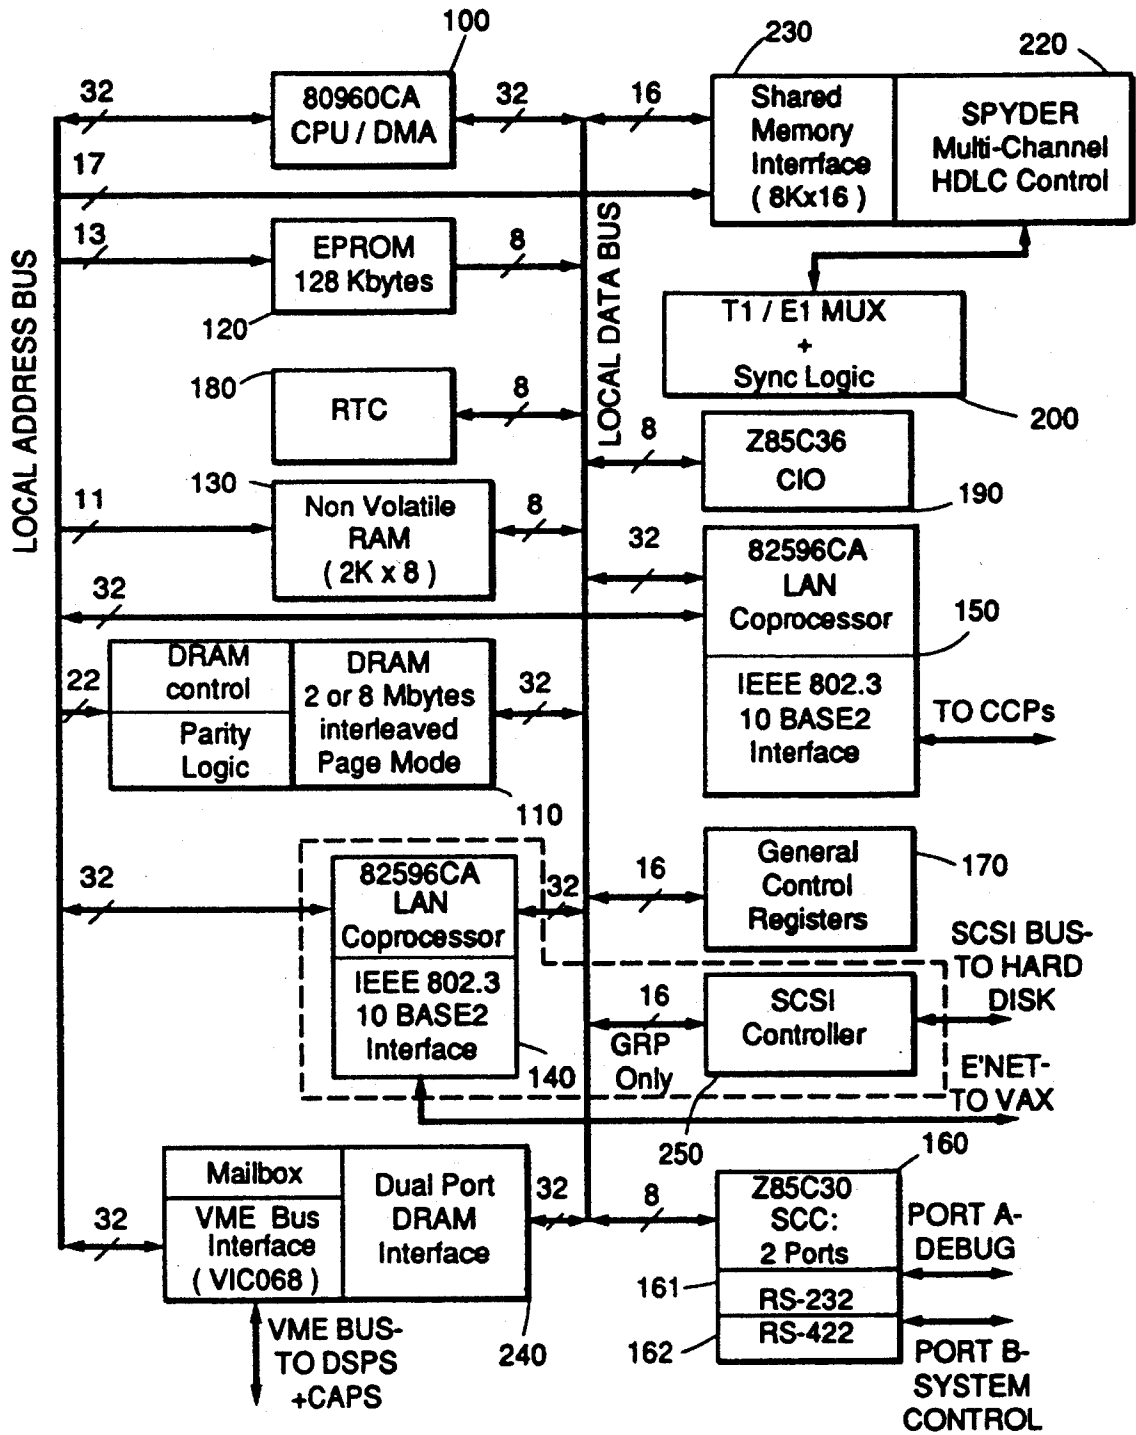 100
230
220
32
80960CA
CPU / DMA
32
16
Shared
Memory
Interrface
( 8Kx16 )
SPYDER
Multi-Channel
HDLC Control
17
13
EPROM
128 Kbytes
8
120
LOCAL ADDRESS BUS
LOCAL DATA BUS
T1 / E1 MUX
+
Sync Logic
200
180
RTC
8
8
Z85C36
CIO
190
130
11
Non Volatile
RAM
( 2K x 8 )
8
32
82596CA
LAN
Coprocessor
150
IEEE 802.3
10 BASE2
Interface
TO CCPs
32
22
DRAM
control
Parity
Logic
DRAM
2 or 8 Mbytes
interleaved
Page Mode
32
110
32
82596CA
LAN
Coprocessor
32
IEEE 802.3
10 BASE2
Interface
140
16
General
Control
Registers
170
SCSI BUS-
TO HARD
DISK
16
GRP
Only
SCSI
Controller
250
E'NET-
TO VAX
160
32
Mailbox
VME Bus
Interface
( VIC068 )
Dual Port
DRAM
Interface
32
240
VME BUS-
TO DSPS
+CAPS
8
Z85C30
SCC:
2 Ports
161
RS-232
162
RS-422
PORT A-
DEBUG
PORT B-
SYSTEM
CONTROL